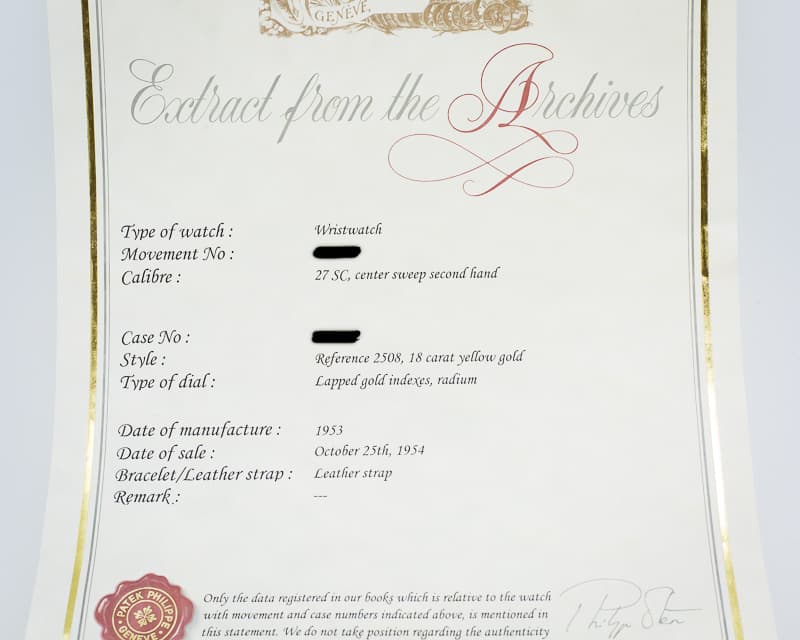 GENÈVE,
Extract from the Archives
Type of watch : Wristwatch
Movement No :
Calibre : 27 SC, center sweep second hand
Case No :
Style : Reference 2508, 18 carat yellow gold
Type of dial : Lapped gold indexes, radium
Date of manufacture : 1953
Date of sale : October 25th, 1954
Bracelet/Leather strap : Leather strap
Remark : ---
PATEK PHILIPPE
GENEVE
Only the data registered in our books which is relative to the watch
with movement and case numbers indicated above, is mentioned in
this statement. We do not take position regarding the authenticity